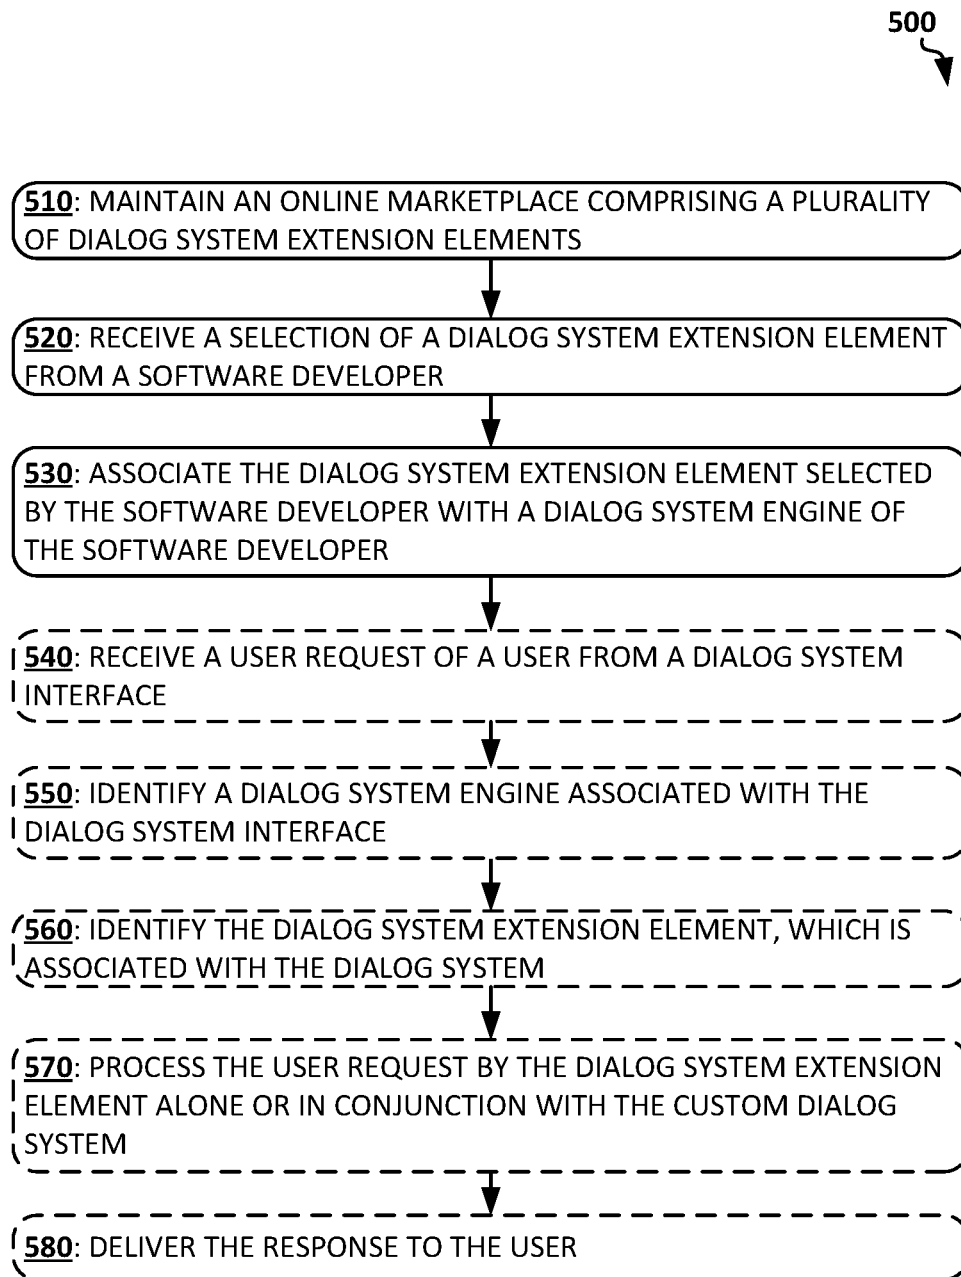 500
510: MAINTAIN AN ONLINE MARKETPLACE COMPRISING A PLURALITY
OF DIALOG SYSTEM EXTENSION ELEMENTS
520: RECEIVE A SELECTION OF A DIALOG SYSTEM EXTENSION ELEMENT
FROM A SOFTWARE DEVELOPER
530: ASSOCIATE THE DIALOG SYSTEM EXTENSION ELEMENT SELECTED
BY THE SOFTWARE DEVELOPER WITH A DIALOG SYSTEM ENGINE OF
THE SOFTWARE DEVELOPER
540: RECEIVE A USER REQUEST OF A USER FROM A DIALOG SYSTEM
INTERFACE
550: IDENTIFY A DIALOG SYSTEM ENGINE ASSOCIATED WITH THE
DIALOG SYSTEM INTERFACE
560: IDENTIFY THE DIALOG SYSTEM EXTENSION ELEMENT, WHICH IS
ASSOCIATED WITH THE DIALOG SYSTEM
570: PROCESS THE USER REQUEST BY THE DIALOG SYSTEM EXTENSION
ELEMENT ALONE OR IN CONJUNCTION WITH THE CUSTOM DIALOG
SYSTEM
580: DELIVER THE RESPONSE TO THE USER